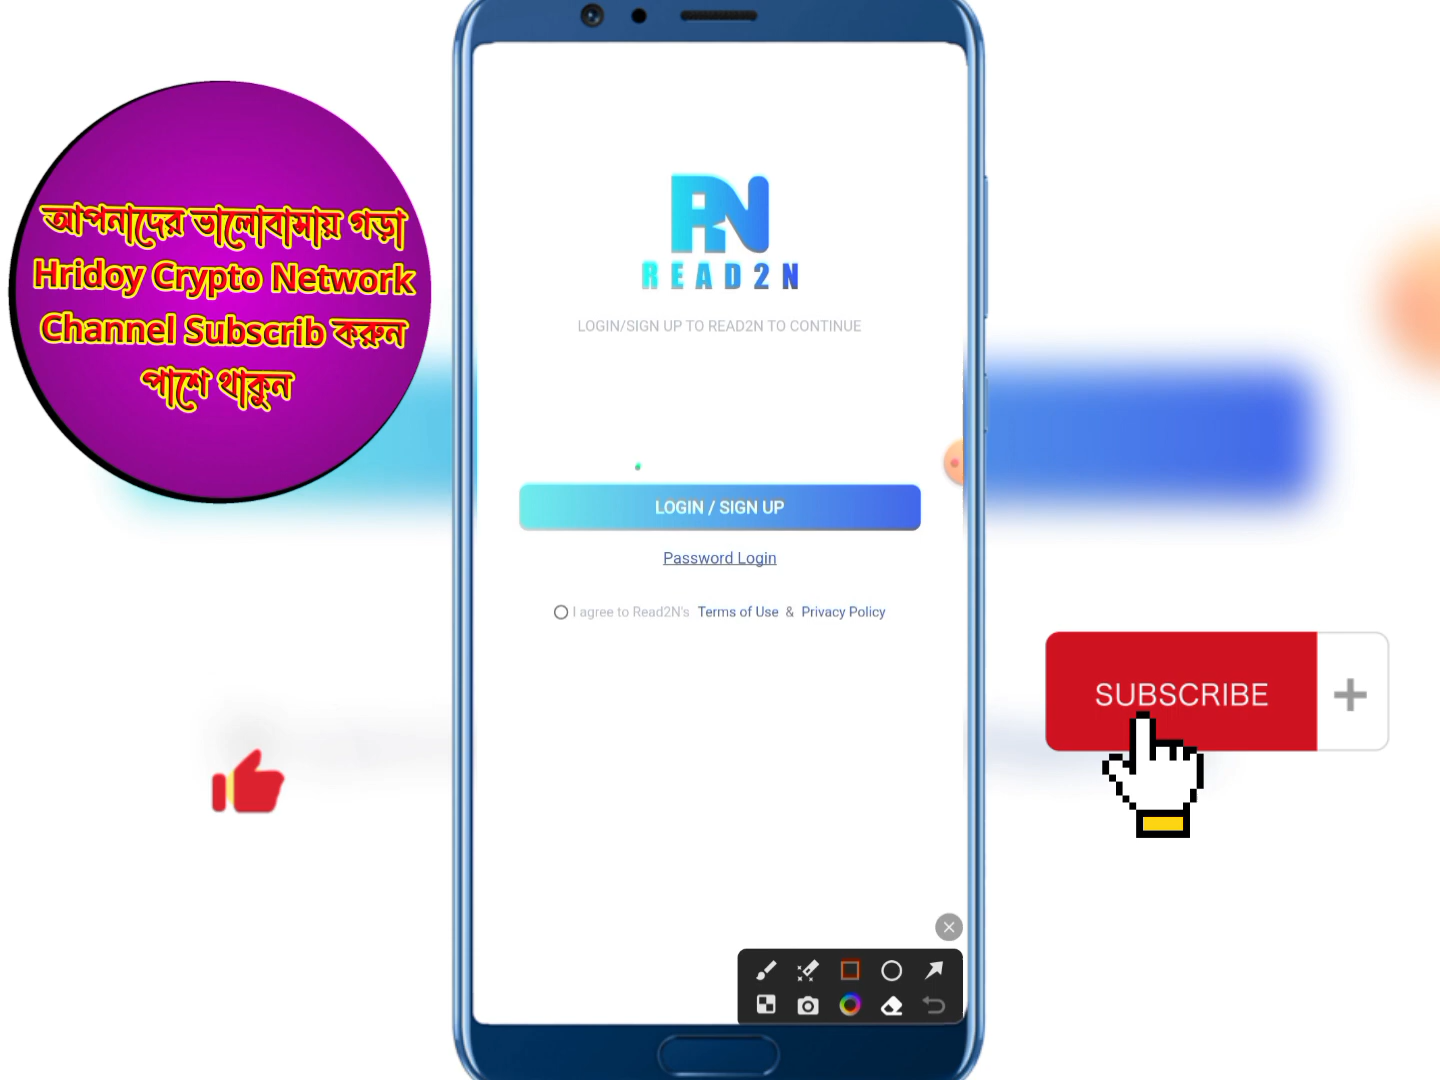 আপনাদের ভালোবাসায় গড়া
Hridoy Crypto Network
Channel Subscrib করুন
পাশে থাকুন
RN
READ2N
LOGIN/SIGN UP TO READ2N TO CONTINUE
LOGIN / SIGN UP
Password Login
I agree to Read2N's Terms of Use & Privacy Policy
SUBSCRIBE